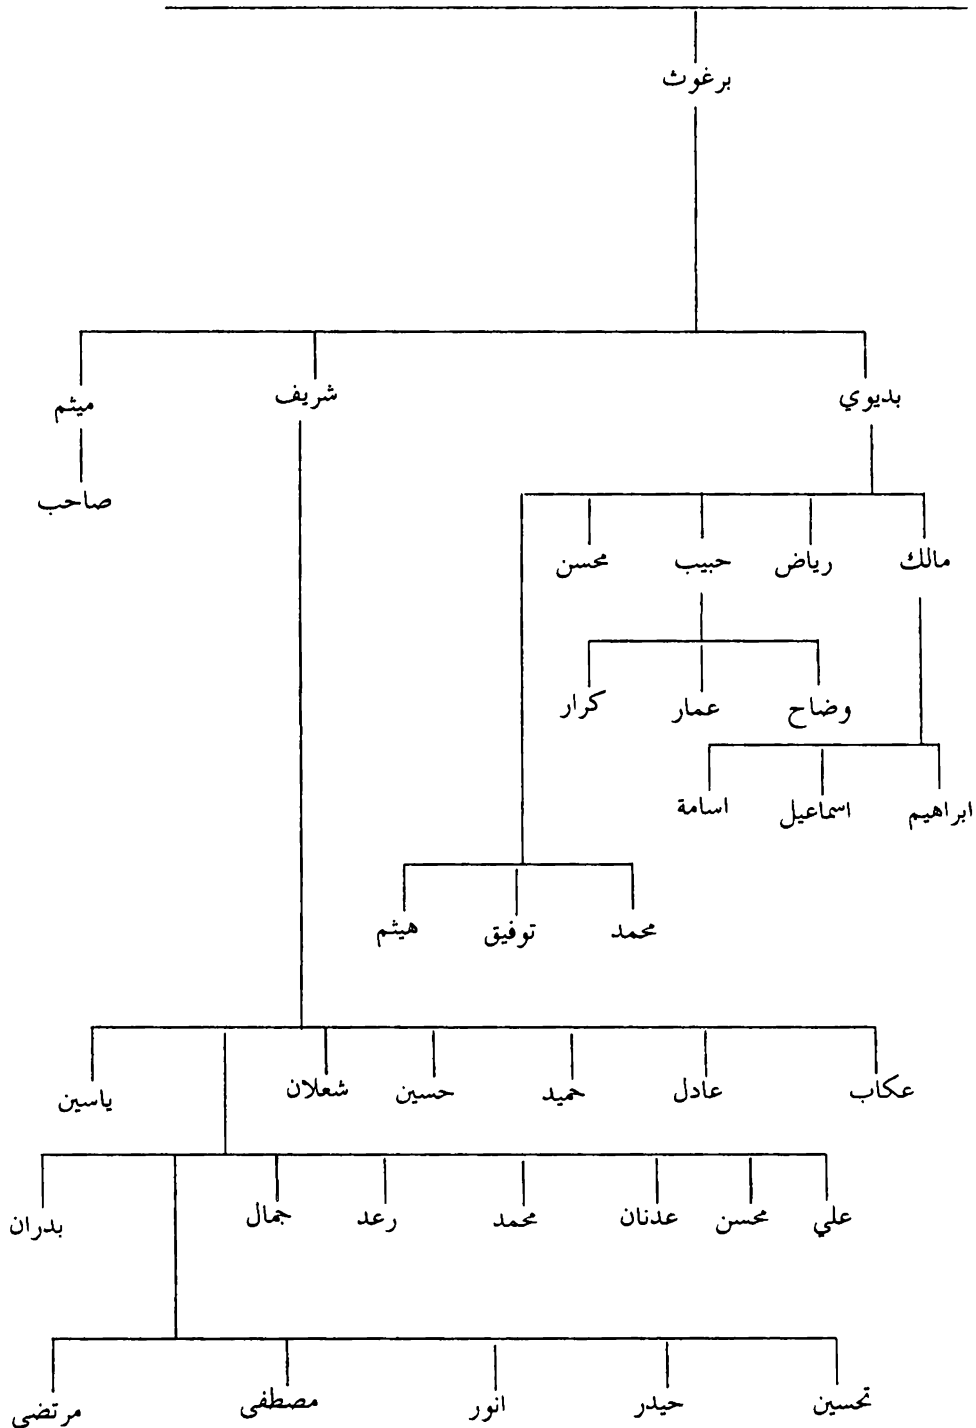 برغوث
بديوي شريف ميثم
صاحب
مالك رياض حبيب محسن
وضاح عمار كرار
ابراهيم اسماعيل اسامة
محمد توفيق هيثم
عكاب عادل حميد حسين شعلان ياسين
علي محسن عدنان محمد رعد جمال بدران
تحسين حيدر انور مصطفى مرتضى